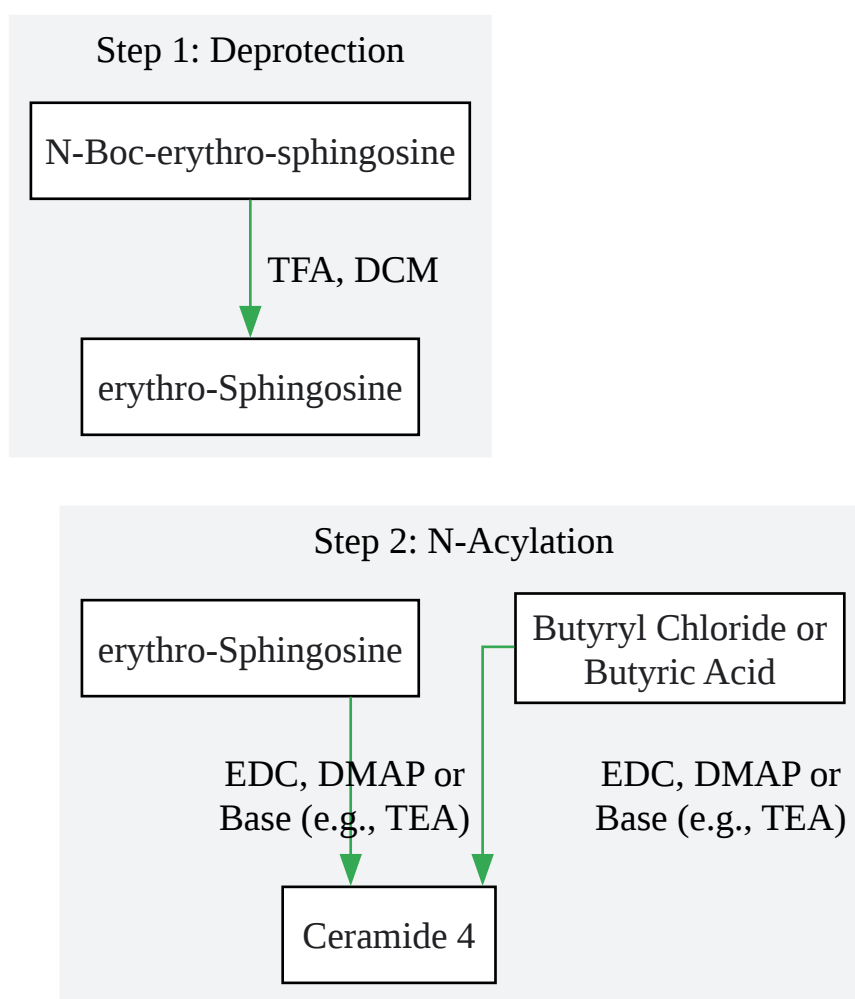 Step 1: Deprotection
N-Boc-erythro-sphingosine
TFA, DCM
erythro-Sphingosine
Step 2: N-Acylation
erythro-Sphingosine
Butyryl Chloride or
Butyric Acid
EDC, DMAP or
Base (e.g., TEA)
EDC, DMAP or
Base (e.g., TEA)
Ceramide 4